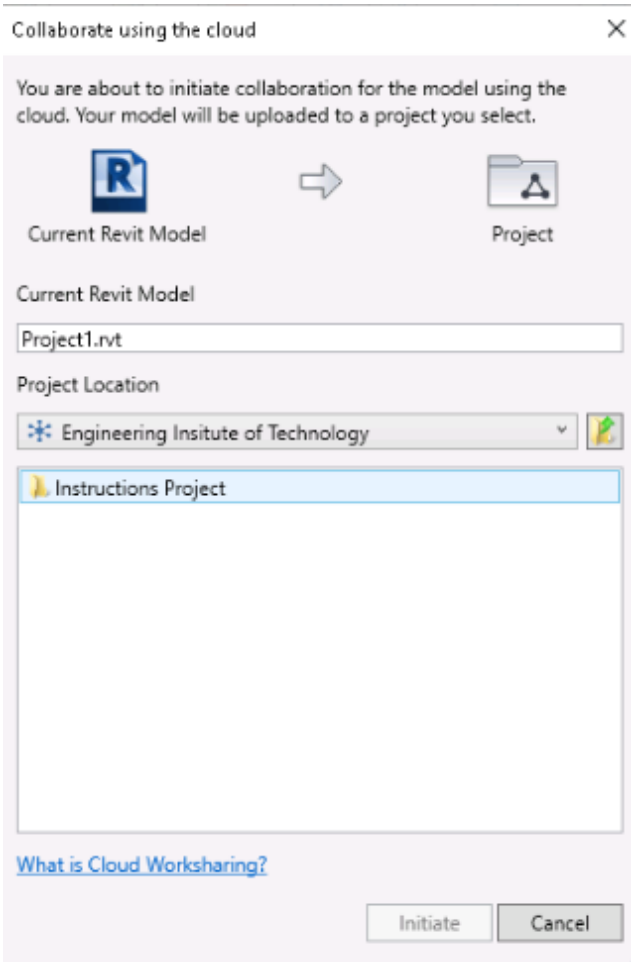 Collaborate using the cloud
You are about to initiate collaboration for the model using the
cloud. Your model will be uploaded to a project you select.
R
Current Revit Model
Project
Current Revit Model
Project1.rvt
Project Location
Engineering Insitute of Technology
Instructions Project
What is Cloud Worksharing?
Initiate
Cancel